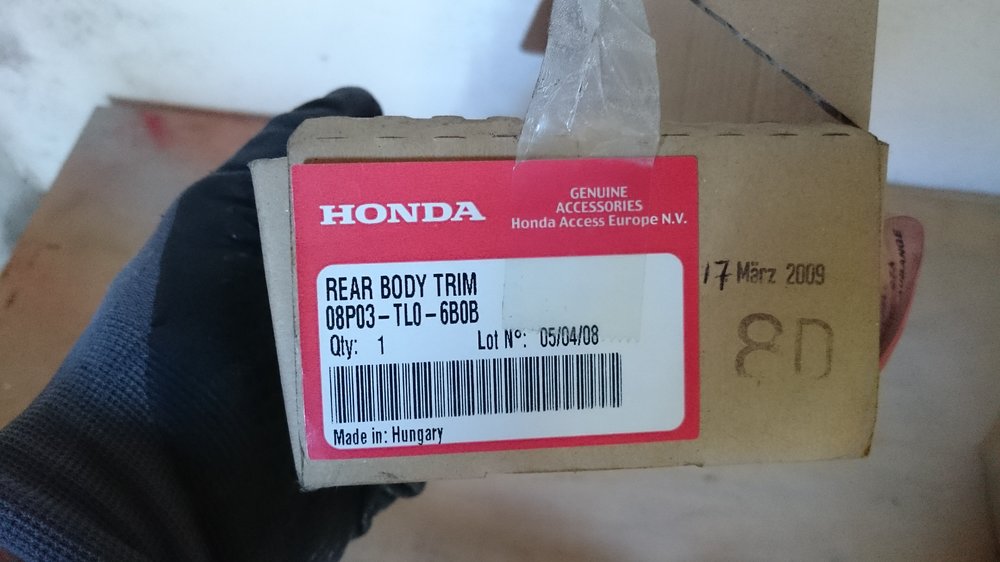 HONDA
GENUINE
ACCESSORIES
Honda Access Europe N.V.
REAR BODY TRIM
08P03-TL0-6B0B
Qty: 1 Lot Nº: 05/04/08
Made in: Hungary
17 März 2009
8D